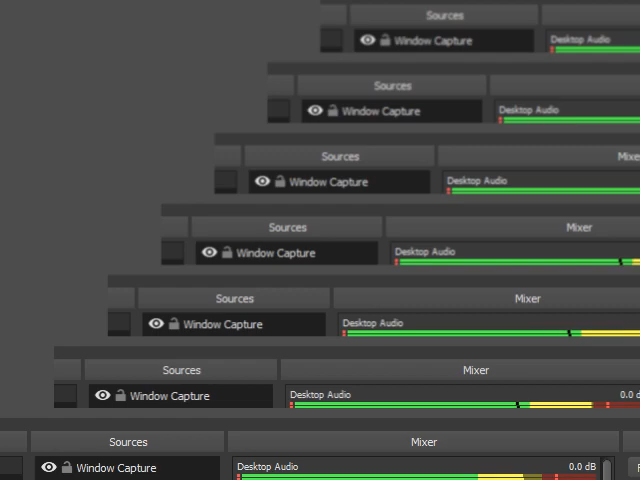 Sources
Window Capture Desktop Audio
Sources
Window Capture Desktop Audio
Sources Mixe
Window Capture Desktop Audio
Sources Mixer
Window Capture Desktop Audio
Sources Mixer
Window Capture Desktop Audio
Sources Mixer
Window Capture Desktop Audio 0.0 d
Sources Mixer
Window Capture Desktop Audio 0.0 dB